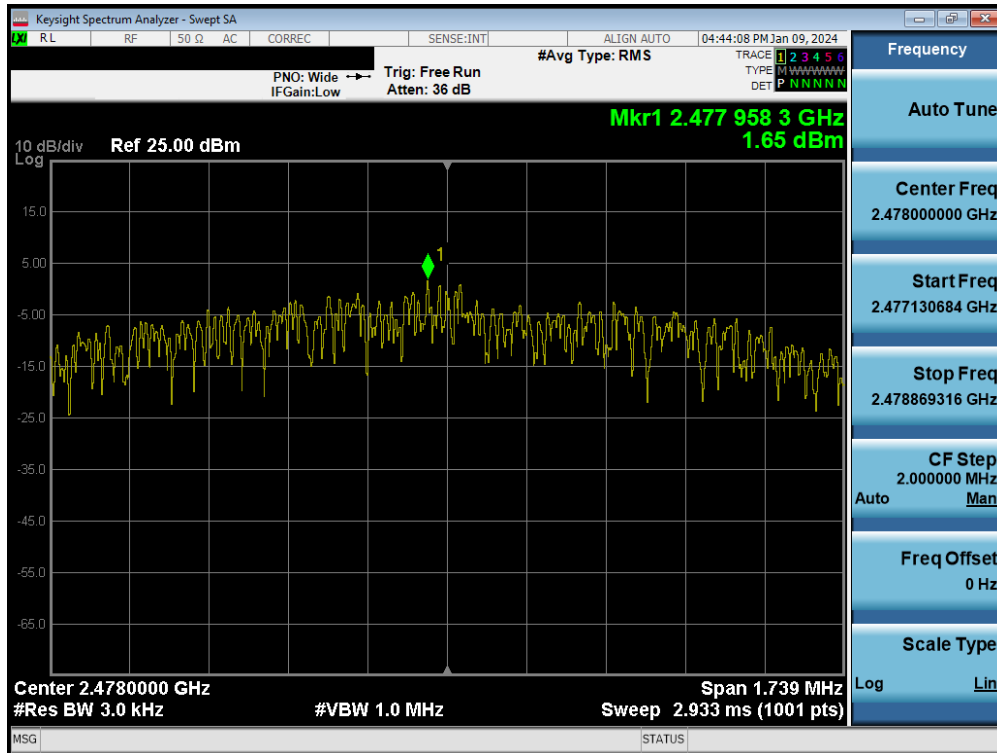 Keysight Spectrum Analyzer - Swept SA
LXI RL RF 50 Ω AC CORREC SENSE:INT ALIGN AUTO 04:44:08 PM Jan 09, 2024
#Avg Type: RMS
TRACE 1 2 3 4 5 6
PNO: Wide Trig: Free Run
TYPE M WWWWW
IFGain:Low Atten: 36 dB
DET P N N N N N
Mkr1 2.477 958 3 GHz
1.65 dBm
10 dB/div Ref 25.00 dBm
Log
15.0
5.00
-5.00
-15.0
-25.0
-35.0
-45.0
-55.0
-65.0
1
Center 2.4780000 GHz Span 1.739 MHz
#Res BW 3.0 kHz #VBW 1.0 MHz Sweep 2.933 ms (1001 pts)
MSG STATUS
Frequency
Auto Tune
Center Freq
2.478000000 GHz
Start Freq
2.477130684 GHz
Stop Freq
2.478869316 GHz
CF Step
2.000000 MHz
Auto Man
Freq Offset
0 Hz
Scale Type
Log Lin